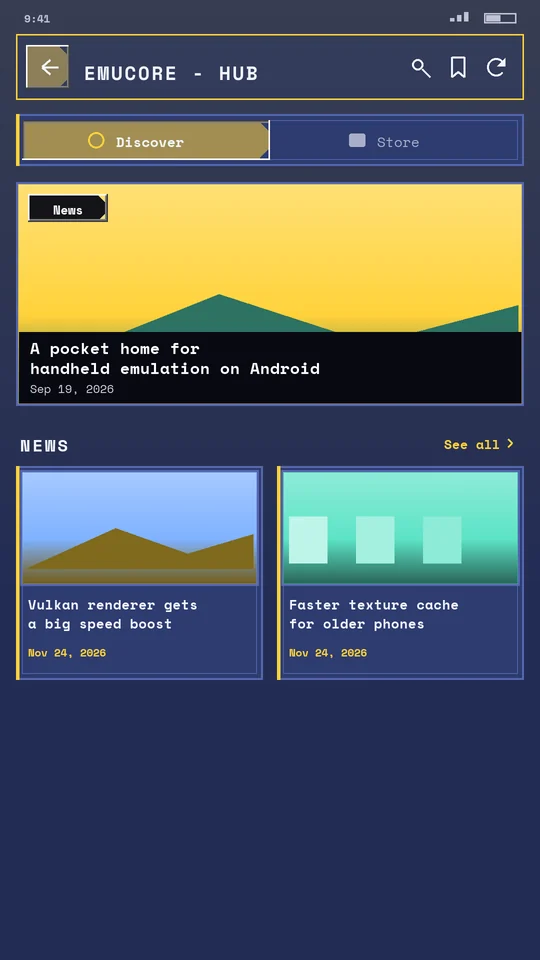 9:41
EMUCORE - HUB
Discover
Store
News
A pocket home for
handheld emulation on Android
Sep 19, 2026
NEWS
See all
Vulkan renderer gets
a big speed boost
Nov 24, 2026
Faster texture cache
for older phones
Nov 24, 2026